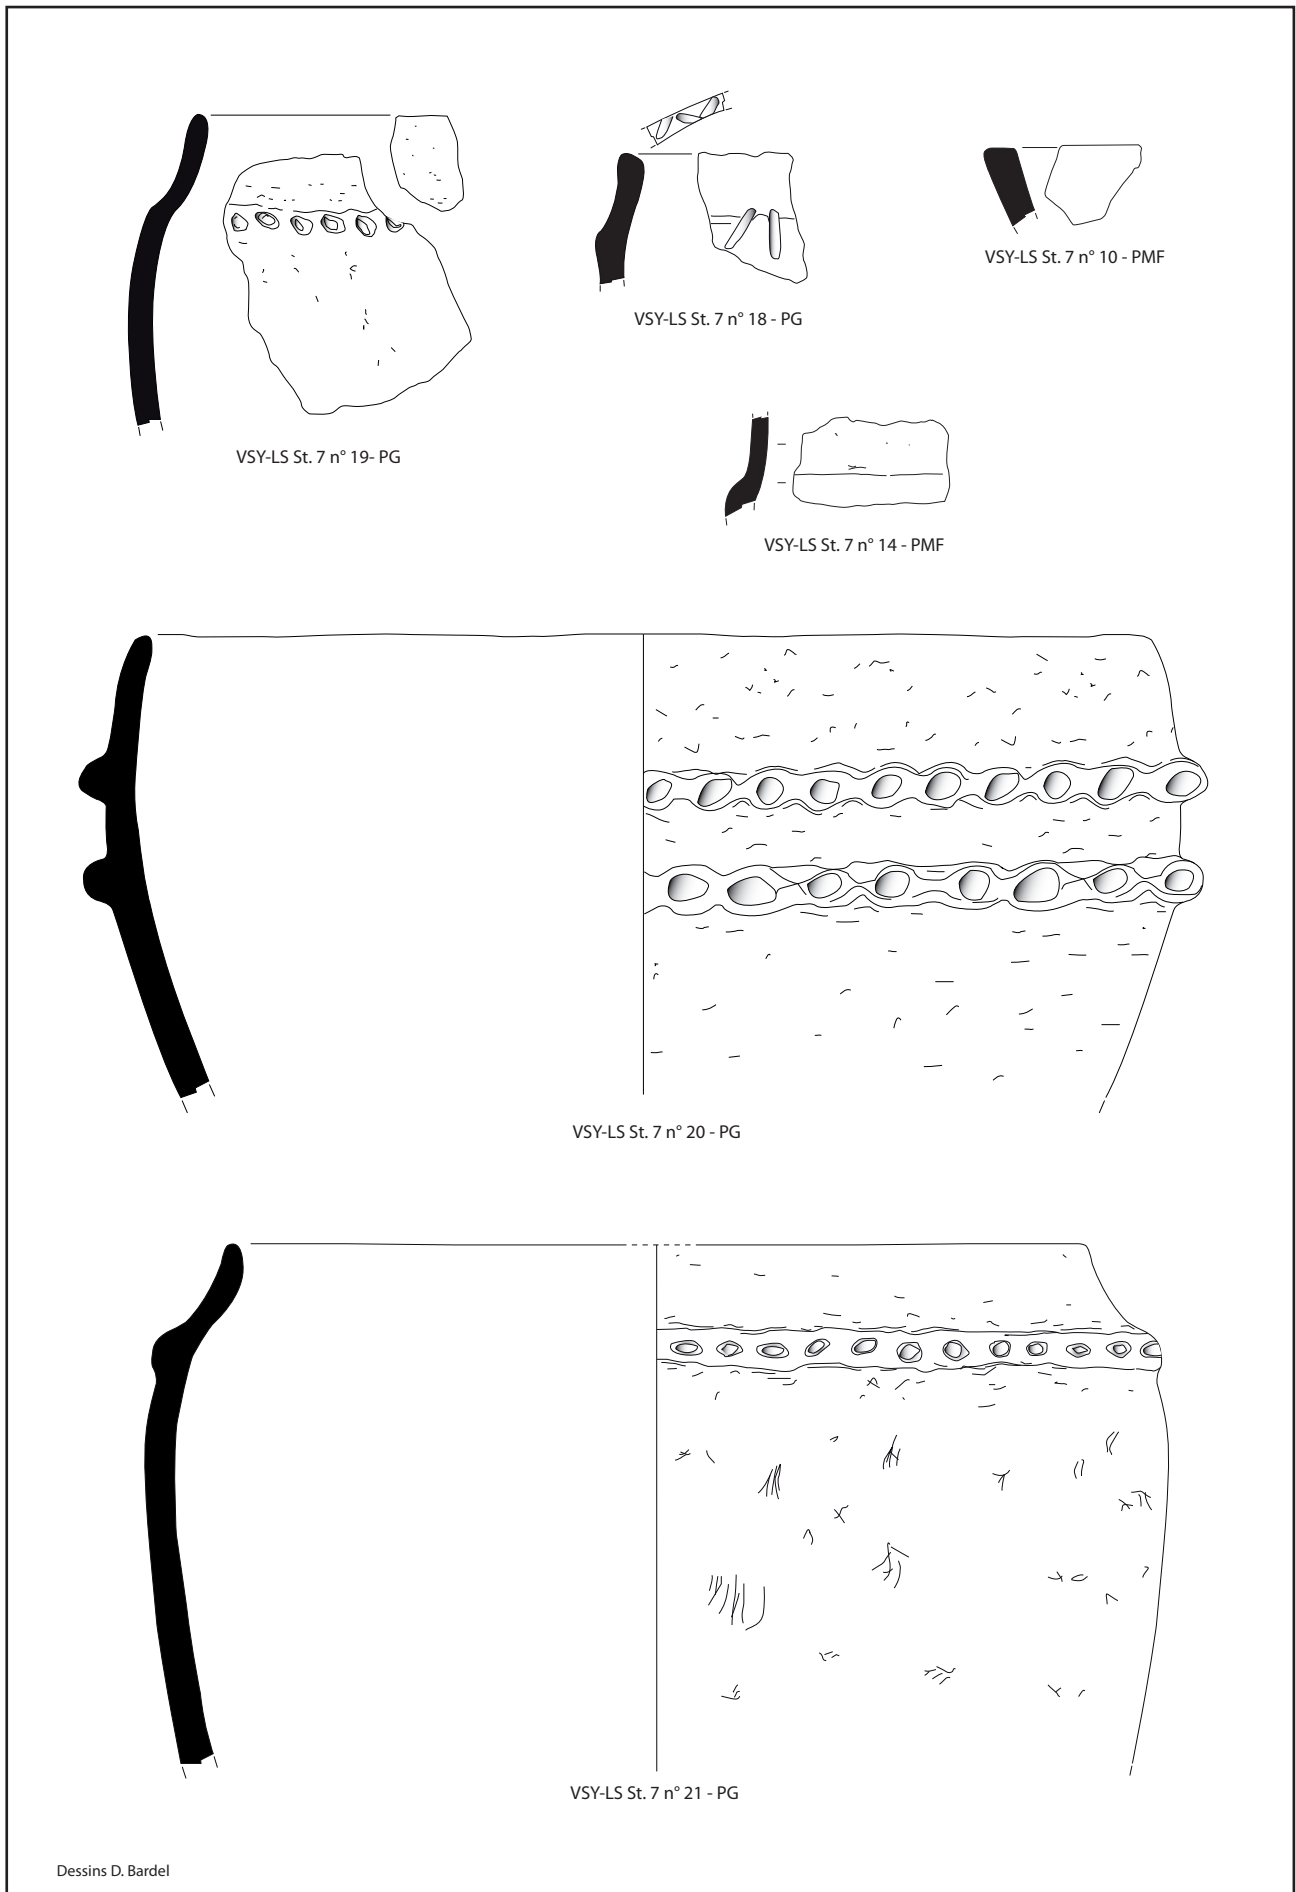 VSY-LS St. 7 n° 10 - PMF
VSY-LS St. 7 n° 18 - PG
VSY-LS St. 7 n° 19- PG
VSY-LS St. 7 n° 14 - PMF
VSY-LS St. 7 n° 20 - PG
VSY-LS St. 7 n° 21 - PG
Dessins D. Bardel